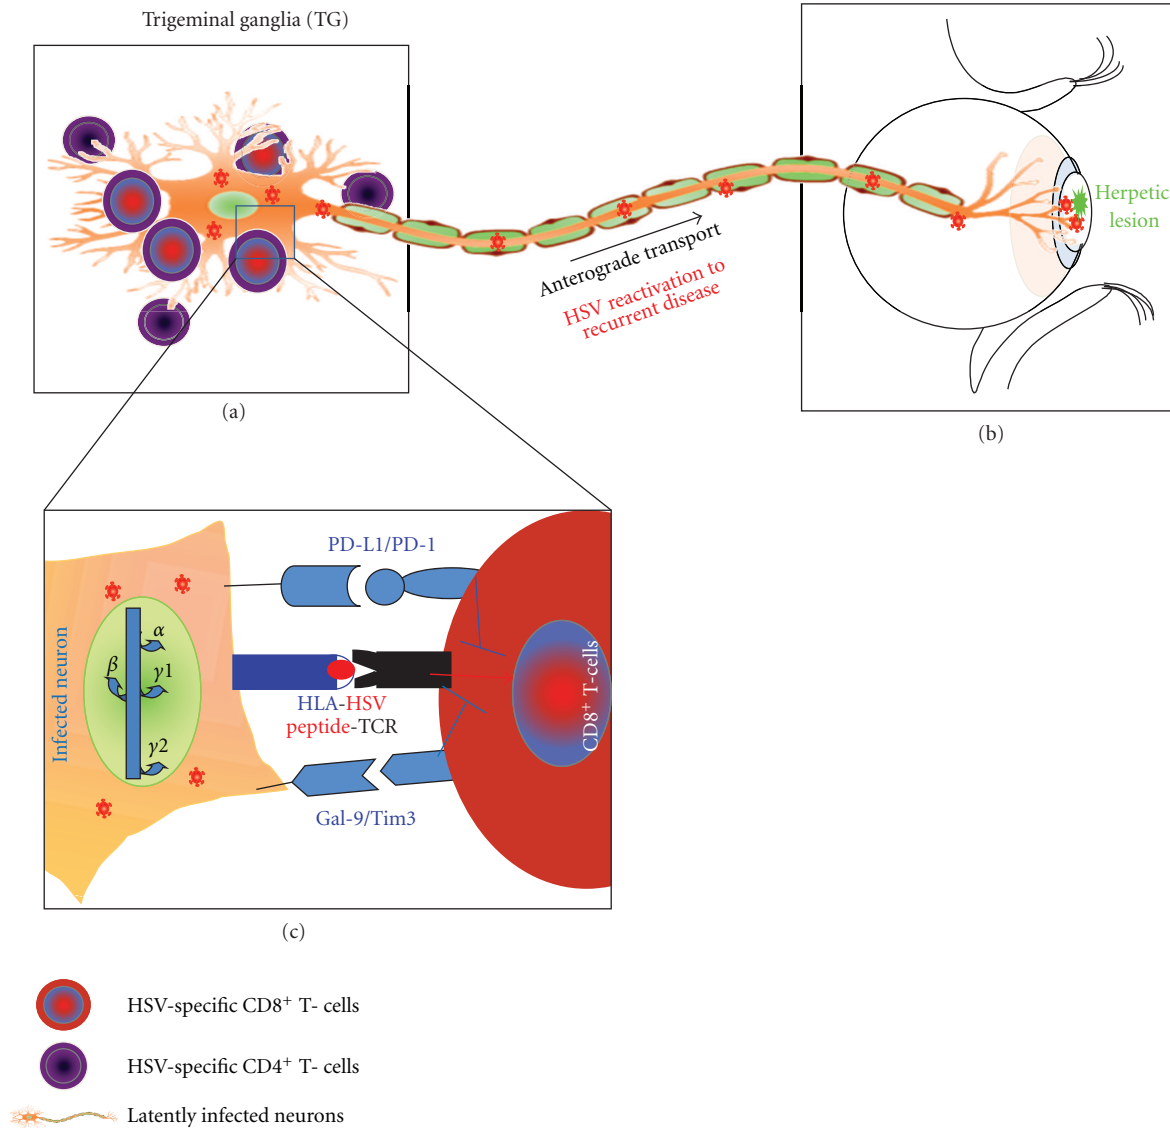 Trigeminal ganglia (TG)
Anterograde transport
HSV reactivation to
recurrent disease
Herpetic
lesion
(a)
(b)
PD-L1/PD-1
Infected neuron
α
β
γ1
γ2
HLA-HSV
peptide-TCR
CD8⁺ T-cells
Gal-9/Tim3
(c)
HSV-specific CD8⁺ T- cells
HSV-specific CD4⁺ T- cells
Latently infected neurons